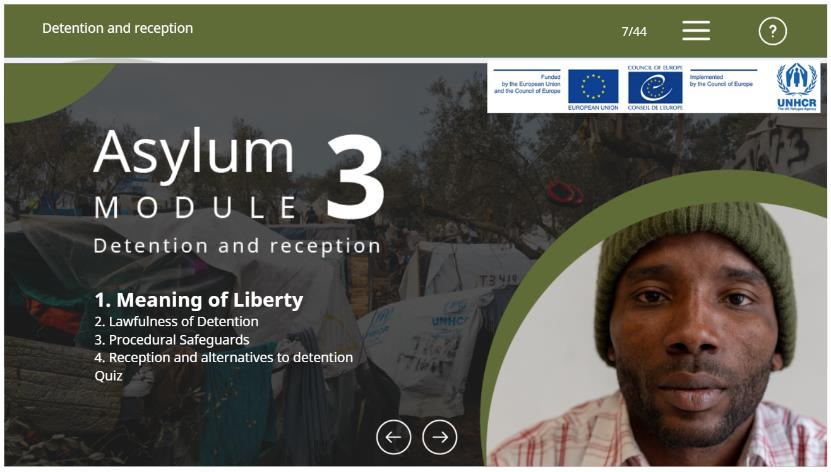 Detention and reception
7/44
?
Funded
by the European Union
and the Council of Europe
EUROPEAN UNION
COUNCIL OF EUROPE
CONSEIL DE L'EUROPE
Implemented
by the Council of Europe
UNHCR
The UN Refugee Agency
Asylum
MODULE
3
Detention and reception
T3419
UNHCR
1. Meaning of Liberty
2. Lawfulness of Detention
3. Procedural Safeguards
4. Reception and alternatives to detention
Quiz